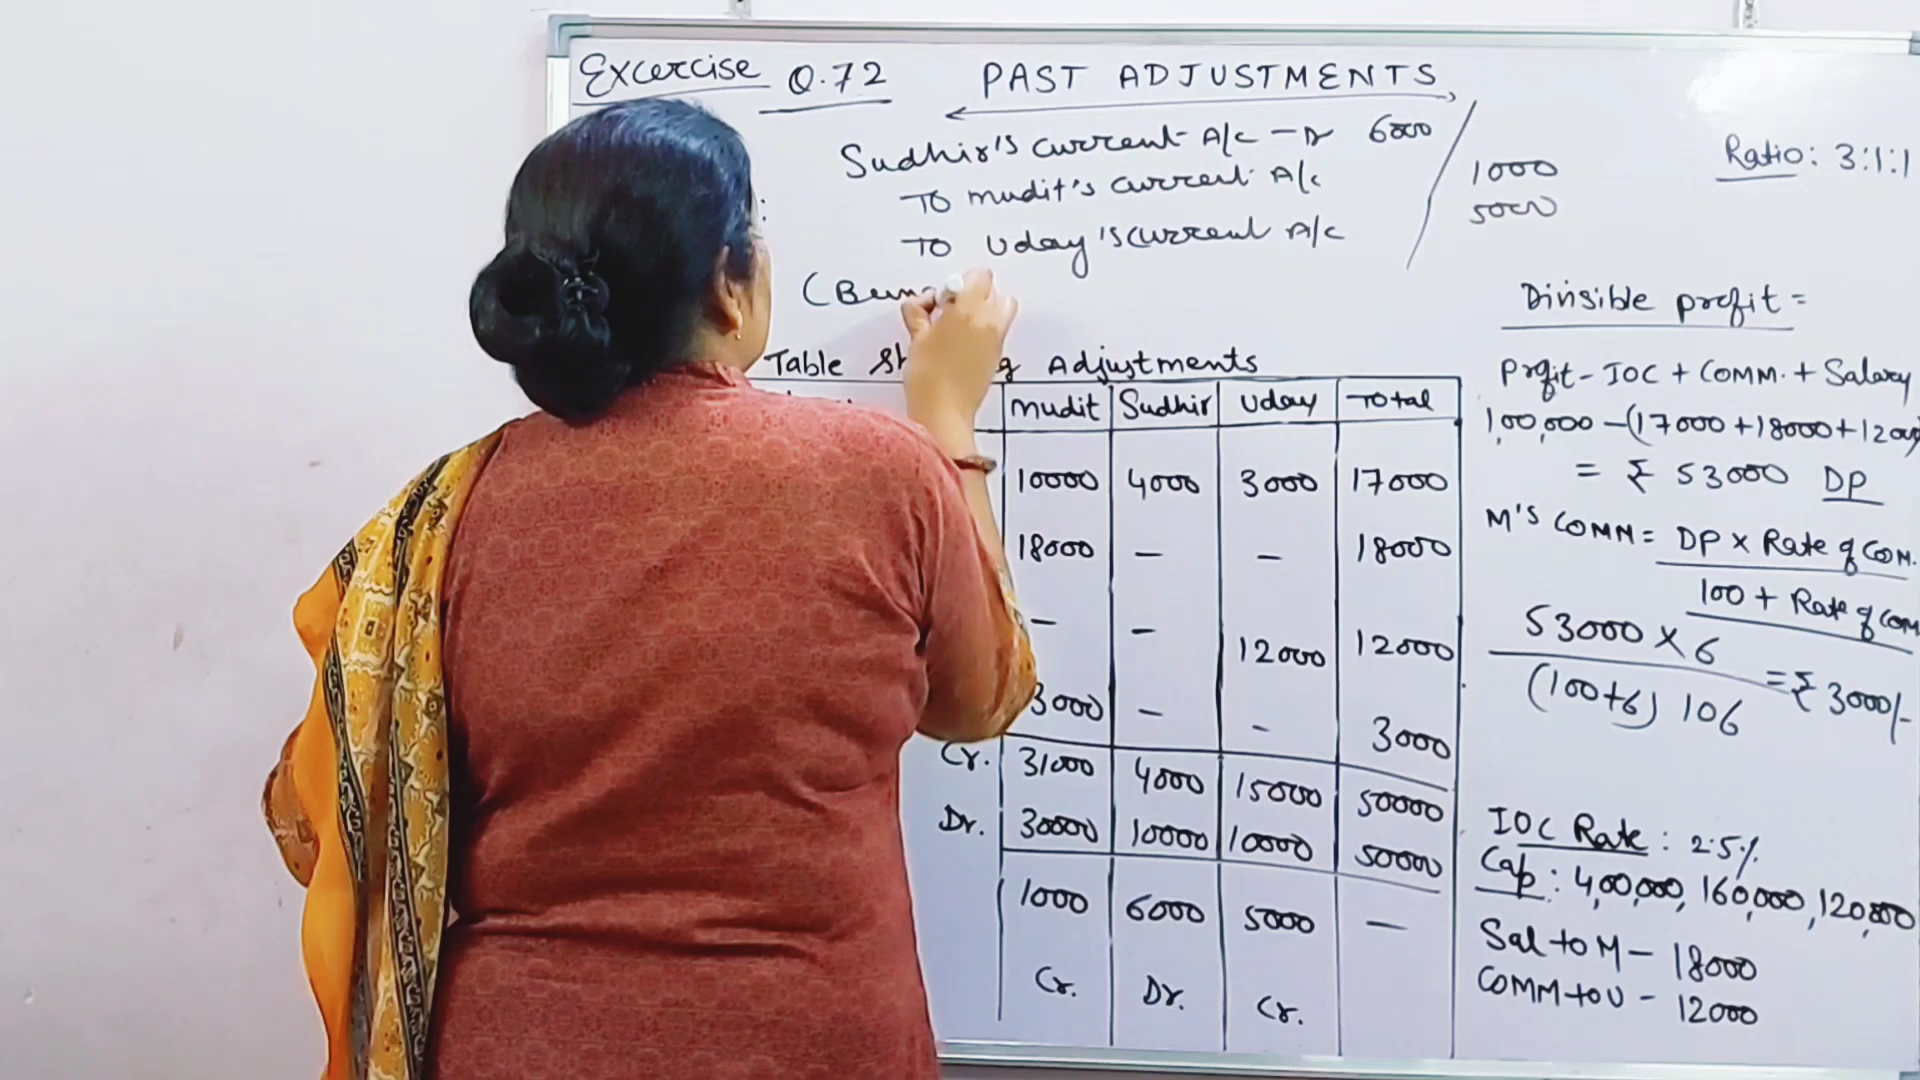 Excercise Q.72 PAST ADJUSTMENTS
Sudhir's current A/c - Dr 6000
To mudit's current A/c 1000
To Uday's current A/c 5000
Ratio: 3:1:1
(Being
Table Adjustments
Mudit Sudhir Uday Total
10000 4000 3000 17000
18000 - - 18000
- - 12000 12000
3000 - - 3000
Cr. 31000 4000 15000 50000
Dr. 30000 10000 10000 50000
1000 6000 5000 -
Cr. Dr. Cr.
Divisible profit =
Profit - IOC + COMM. + Salary
1,00,000 - (17000 + 18000 + 12000)
= ₹ 53000 DP
M'S COMM = DP x Rate of COM.
100 + Rate of COM
53000 x 6
(100+6) 106
= ₹ 3000/-
IOC Rate : 2.5%
Cap : 4,00,000, 160,000, 120,000
Sal to M - 18000
COMM to U - 12000